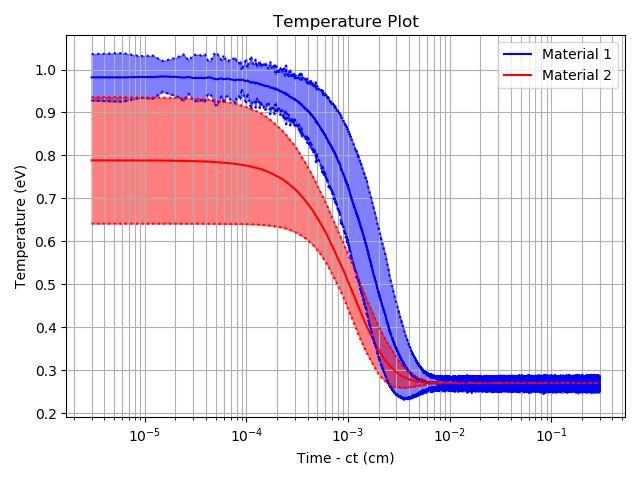 Temperature Plot
Material 1
Material 2
Temperature (eV)
1.0
0.9
0.8
0.7
0.6
0.5
0.4
0.3
0.2
10⁻⁵ 10⁻⁴ 10⁻³ 10⁻² 10⁻¹
Time - ct (cm)